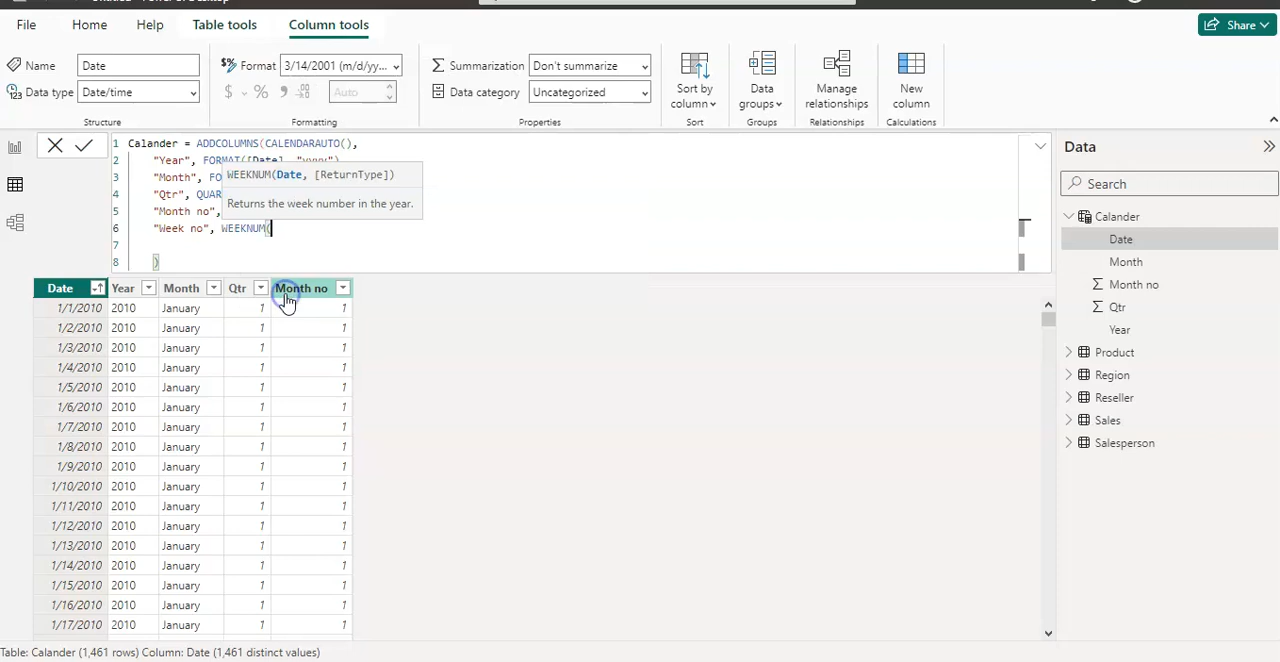 File Home Help Table tools Column tools Share
Name Date Format 3/14/2001 (m/d/yy... Summarization Don't summarize
Data type Date/time $ % Auto Data category Uncategorized
Sort by column Data groups Manage relationships New column
Structure Formatting Properties Sort Groups Relationships Calculations
1 Calander = ADDCOLUMNS(CALENDARAUTO(),
2 "Year", FORMAT([Date], "yyyy"),
3 "Month", FO
4 "Qtr", QUAR
5 "Month no",
6 "Week no", WEEKNUM(
7
8 )
WEEKNUM(Date, [ReturnType])
Returns the week number in the year.
Date Year Month Qtr Month no
1/1/2010 2010 January 1 1
1/2/2010 2010 January 1 1
1/3/2010 2010 January 1 1
1/4/2010 2010 January 1 1
1/5/2010 2010 January 1 1
1/6/2010 2010 January 1 1
1/7/2010 2010 January 1 1
1/8/2010 2010 January 1 1
1/9/2010 2010 January 1 1
1/10/2010 2010 January 1 1
1/11/2010 2010 January 1 1
1/12/2010 2010 January 1 1
1/13/2010 2010 January 1 1
1/14/2010 2010 January 1 1
1/15/2010 2010 January 1 1
1/16/2010 2010 January 1 1
1/17/2010 2010 January 1 1
Data
Search
Calander
Date
Month
Month no
Qtr
Year
Product
Region
Reseller
Sales
Salesperson
Table: Calander (1,461 rows) Column: Date (1,461 distinct values)